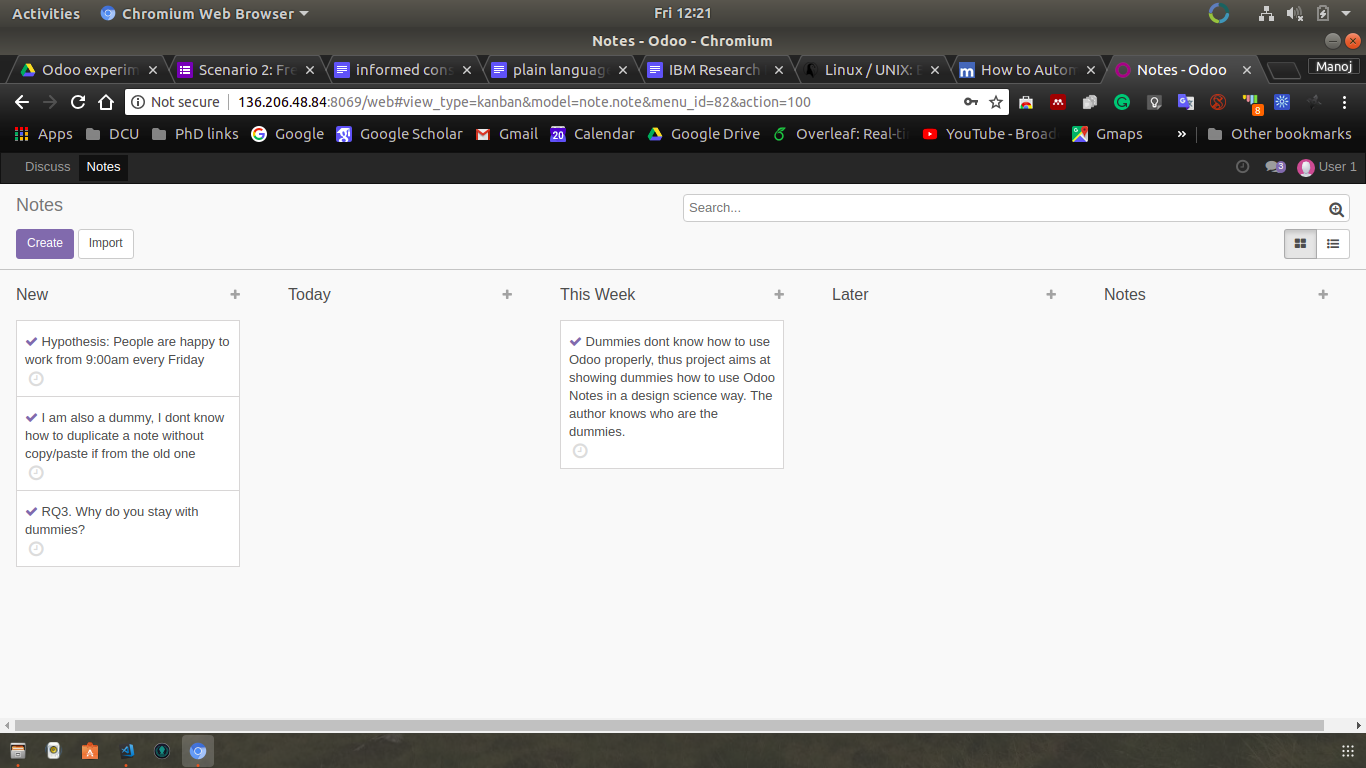 Activities
Chromium Web Browser
Fri 12:21
Notes - Odoo - Chromium
Odoo experim
Scenario 2: Fre
informed cons
plain language
IBM Research
Linux / UNIX: E
How to Autom
Notes - Odoo
Manoj
Not secure
136.206.48.84:8069/web#view_type=kanban&model=note.note&menu_id=82&action=100
8
Apps
DCU
PhD links
Google
Google Scholar
Gmail
20
Calendar
Google Drive
Overleaf: Real-ti
YouTube - Broad
Gmaps
»
Other bookmarks
Discuss
Notes
3
User 1
Notes
Search...
Create
Import
New
Today
This Week
Later
Notes
Hypothesis: People are happy to
work from 9:00am every Friday
I am also a dummy, I dont know
how to duplicate a note without
copy/paste if from the old one
RQ3. Why do you stay with
dummies?
Dummies dont know how to use
Odoo properly, thus project aims at
showing dummies how to use Odoo
Notes in a design science way. The
author knows who are the
dummies.